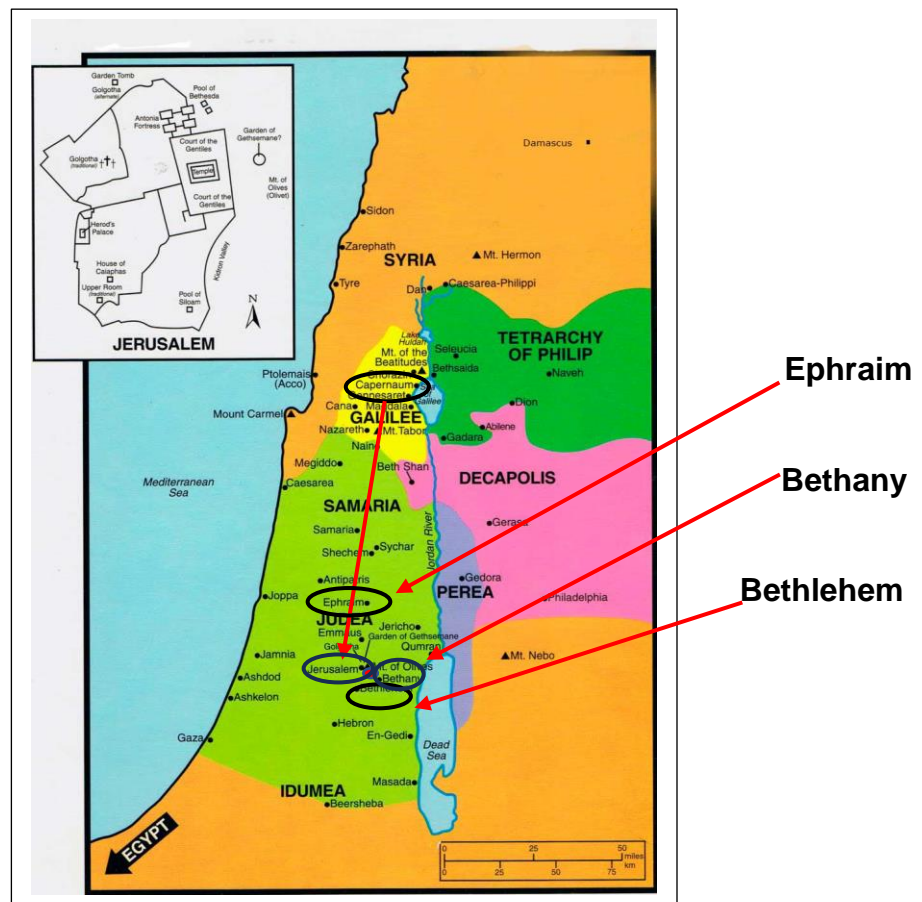 Garden Tomb
Golgotha
(alternate)
Pool of
Bethesda
Antonia
Fortress
Garden of
Gethsemane?
Court of the
Gentiles
Golgotha
(traditional)
Temple
Mt. of
Olives
(Olivet)
Court of the
Gentiles
Herod's
Palace
House of
Caiaphas
Kidron Valley
Upper Room
(traditional)
Pool of
Siloam
N
JERUSALEM
Damascus
Sidon
Zarephath
SYRIA
Mt. Hermon
Tyre
Dan
Caesarea-Philippi
Lake
Huldah
TETRARCHY
OF PHILIP
Mt. of the
Beatitudes
Seleucia
Chorazin
Bethsaida
Naveh
Ptolemais
(Acco)
Capernaum
Sea
of
Galilee
Gennesaret
Cana
Magdala
Dion
Mount Carmel
GALILEE
Abilene
Nazareth
Mt. Tabor
Gadara
Nain
Megiddo
Beth Shan
DECAPOLIS
Mediterranean
Sea
Caesarea
SAMARIA
Jordan River
Samaria
Gerasa
Sychar
Shechem
Antipatris
Gedora
PEREA
Joppa
Ephraim
Philadelphia
JUDEA
Jericho
Emmaus
Garden of Gethsemane
Golgotha
Qumran
Jamnia
Jerusalem
Mt. of Olives
Mt. Nebo
Bethany
Ashdod
Bethlehem
Ashkelon
Hebron
Gaza
En-Gedi
Dead
Sea
Masada
IDUMEA
Beersheba
EGYPT
0 25 50
miles
km
0 25 50 75
Ephraim
Bethany
Bethlehem